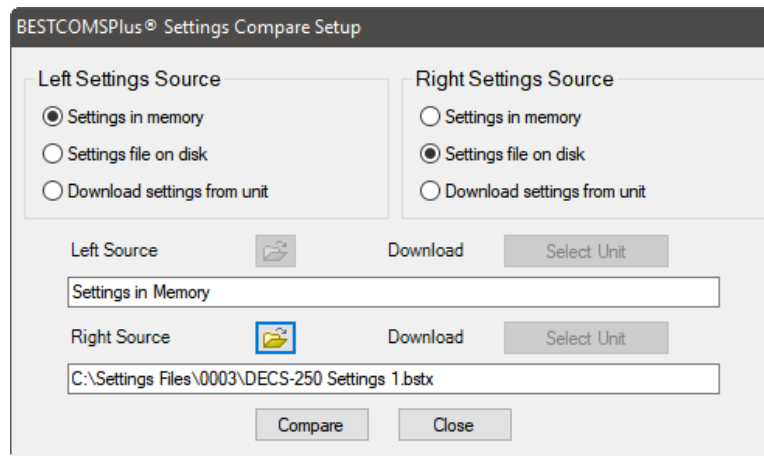 BESTCOMSPlus® Settings Compare Setup
Left Settings Source
Right Settings Source
Settings in memory
Settings in memory
Settings file on disk
Settings file on disk
Download settings from unit
Download settings from unit
Left Source
Download
Select Unit
Settings in Memory
Right Source
Download
Select Unit
C:\Settings Files\0003\DECS-250 Settings 1.bstx
Compare
Close